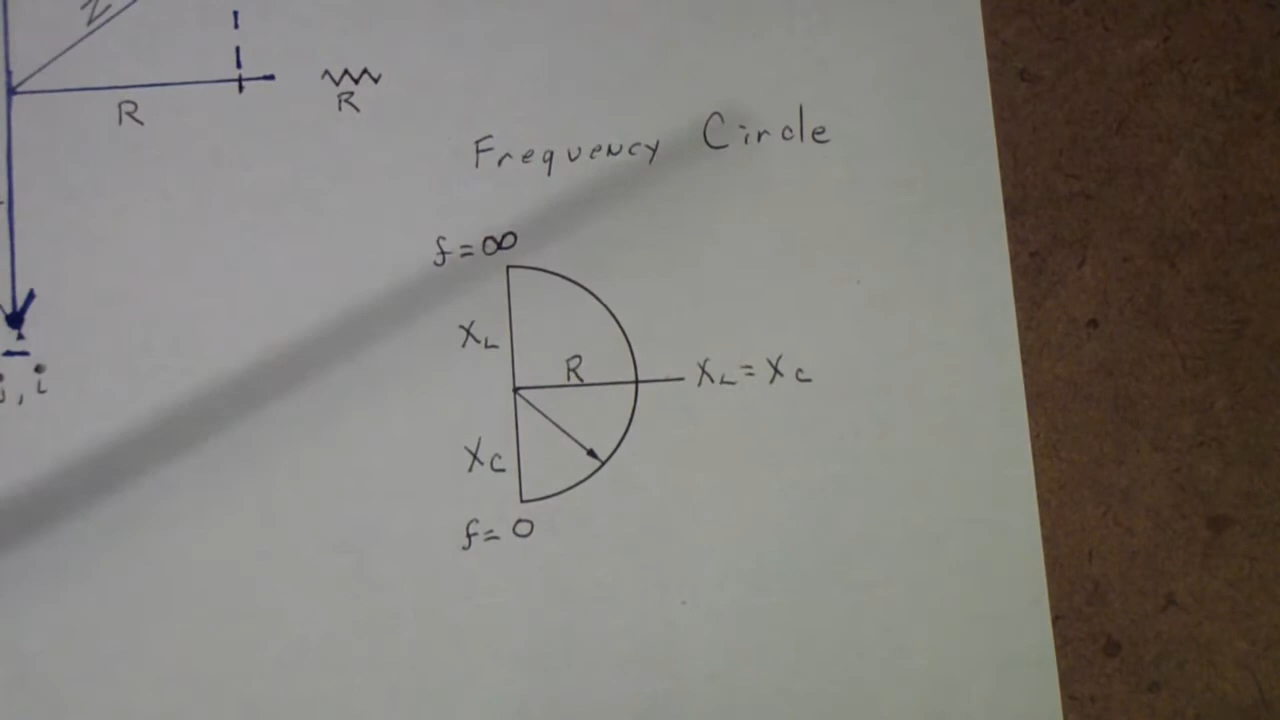 Z
R
R
Frequency Circle
f=∞
X_L
R
X_L = X_C
X_C
f= 0
-
j, i